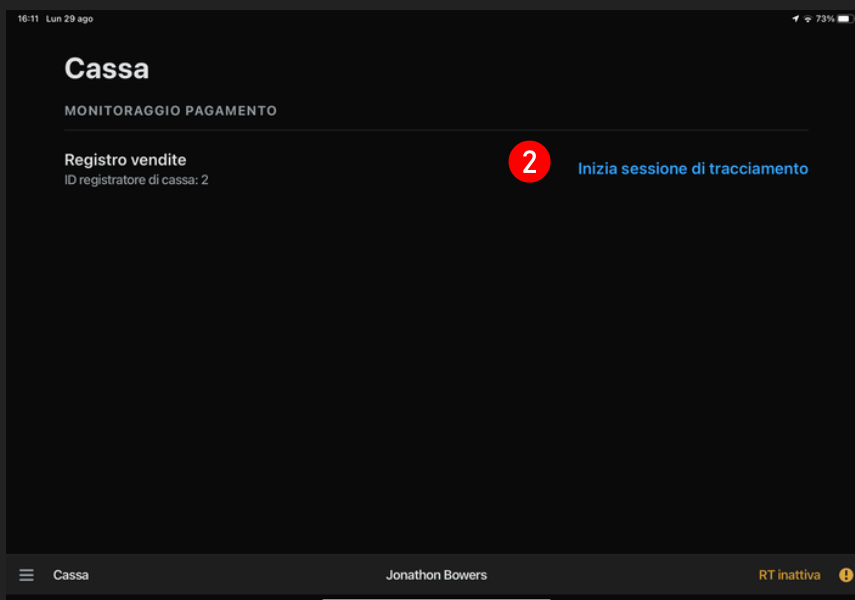 16:11 Lun 29 ago
73%
Cassa
MONITORAGGIO PAGAMENTO
Registro vendite
2
Inizia sessione di tracciamento
ID registratore di cassa: 2
Cassa
Jonathon Bowers
RT inattiva